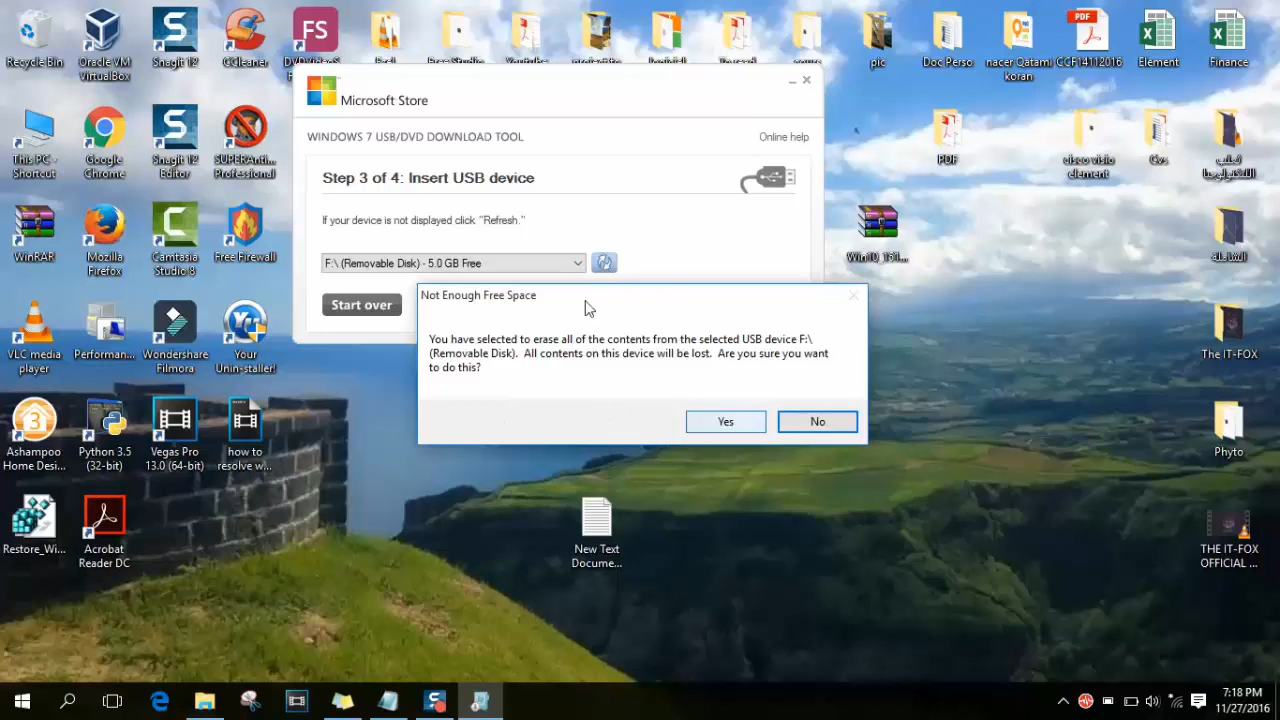 Recycle Bin
Oracle VM
VirtualBox
Snagit 12
CCleaner
FS
PDF
pic
Doc Perso
nacer Qatami
koran
CCF14112016
Element
Finance
Microsoft Store
WINDOWS 7 USB/DVD DOWNLOAD TOOL
Online help
Step 3 of 4: Insert USB device
If your device is not displayed click "Refresh."
F:\ (Removable Disk) - 5.0 GB Free
Start over
Not Enough Free Space
You have selected to erase all of the contents from the selected USB device F:\
(Removable Disk). All contents on this device will be lost. Are you sure you want
to do this?
Yes
No
This PC -
Shortcut
Google
Chrome
Snagit 12
Editor
SUPERAnti...
Professional
PDF
cisco visio
element
Cvs
WinRAR
Mozilla
Firefox
Camtasia
Studio 8
Free Firewall
VLC media
player
Performan...
Wondershare
Filmora
Your
Unin-staller!
The IT-FOX
Ashampoo
Home Desi...
Python 3.5
(32-bit)
Vegas Pro
13.0 (64-bit)
how to
resolve w...
Phyto
Restore_Wi...
Acrobat
Reader DC
New Text
Docume...
THE IT-FOX
OFFICIAL ...
7:18 PM
11/27/2016